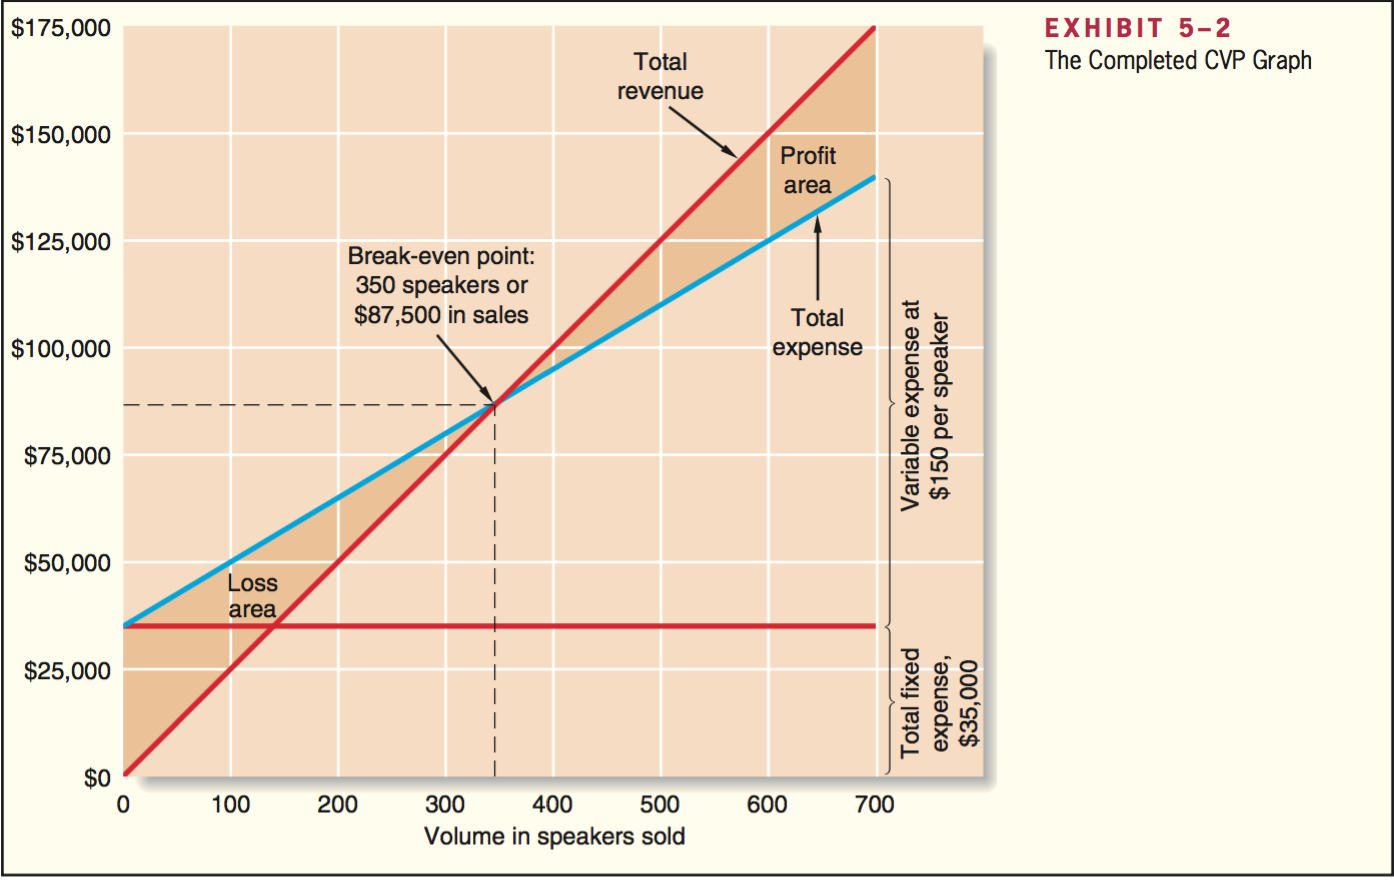 EXHIBIT 5–2
The Completed CVP Graph
$175,000
$150,000
$125,000
$100,000
$75,000
$50,000
$25,000
$0
Total
revenue
Profit
area
Break-even point:
350 speakers or
$87,500 in sales
Total
expense
Loss
area
Variable expense at
$150 per speaker
Total fixed
expense,
$35,000
0 100 200 300 400 500 600 700
Volume in speakers sold